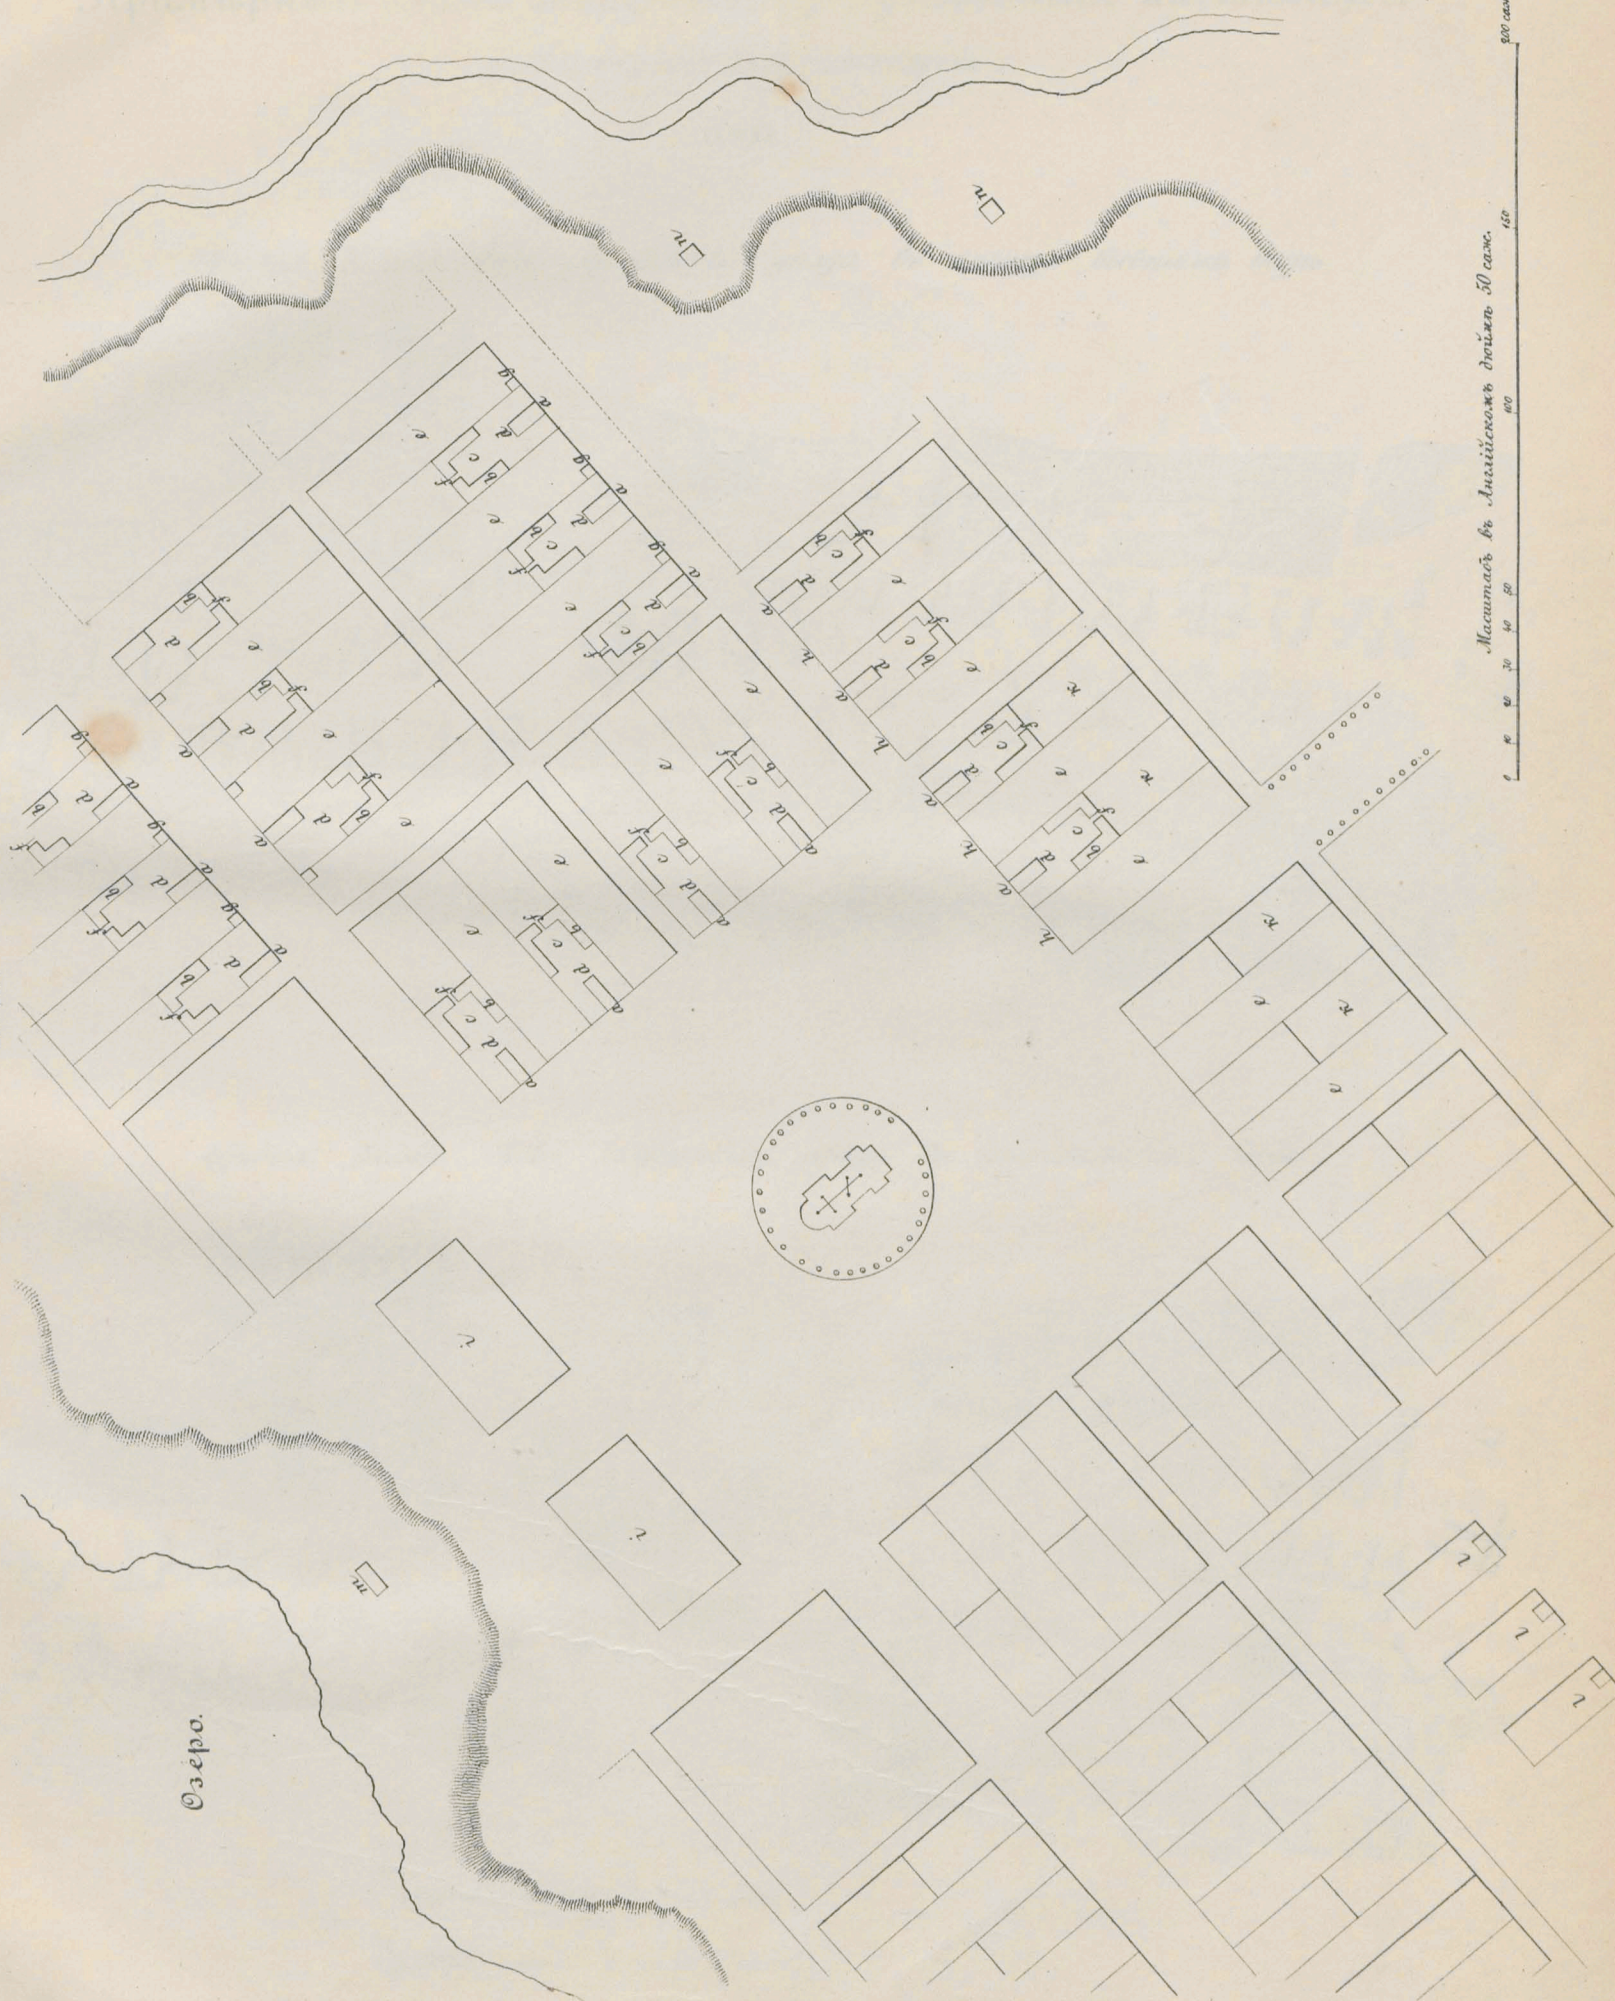 Масштабъ въ Англійскомъ дюймѣ 50 саж.
0 10 20 30 40 50 100 150 200 саж.
Озеро.
n
n
g a d e c b f
g a d e c b f
g a d e c b f
b f d e
a b f d e
a b f d e
g a d b f
g a d b f
g a d b f
e f b c d a
e f b c d a
e f b c d a
e f b c d a
b f c d a e
h
b f c d a e
h
к b f c d a e
h
к b f c d a e
h
к e
к e
i
i
m
l
l
l